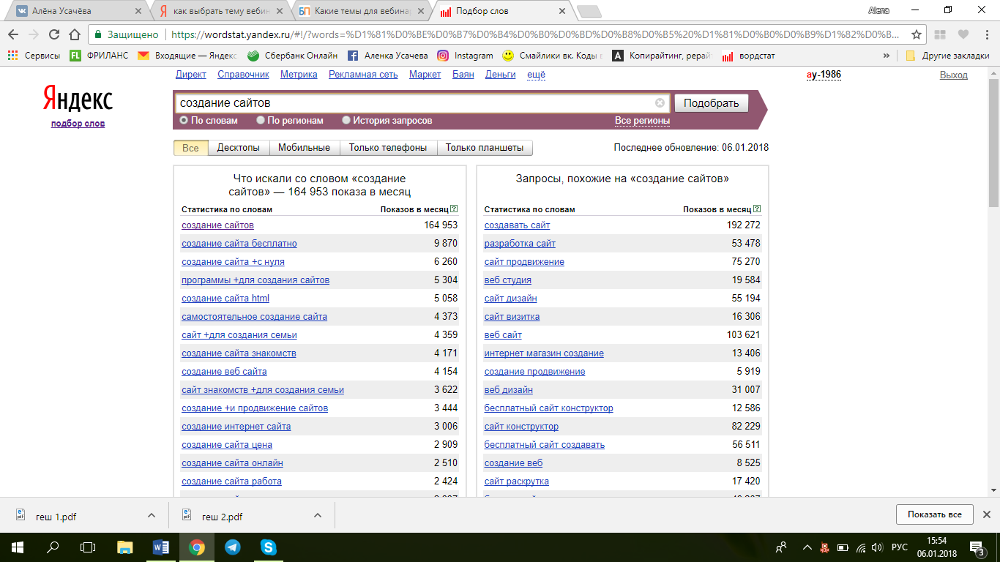 Алёна Усачёва
как выбрать тему вебин
Какие темы для вебинар
Подбор слов
Alena
Защищено
https://wordstat.yandex.ru/#!/?words=%D1%81%D0%BE%D0%B7%D0%B4%D0%B0%D0%BD%D0%B8%D0%B5%20%D1%81%D0%B0%D0%B9%D1%82%D0%B...
Сервисы
FL ФРИЛАНС
Входящие — Яндекс
Сбербанк Онлайн
Аленка Усачева
Instagram
Смайлики вк. Коды
A Копирайтинг, рерай
вордстат
»
Другие закладки
Директ Справочник Метрика Рекламная сеть Маркет Баян Деньги ещё
ау-1986
Выход
Яндекс
подбор слов
создание сайтов
Подобрать
По словам По регионам История запросов
Все регионы
Все Десктопы Мобильные Только телефоны Только планшеты
Последнее обновление: 06.01.2018
Что искали со словом «создание
сайтов» — 164 953 показа в месяц
Статистика по словам Показов в месяц ?
создание сайтов 164 953
создание сайта бесплатно 9 870
создание сайта +с нуля 6 260
программы +для создания сайтов 5 304
создание сайта html 5 058
самостоятельное создание сайта 4 373
сайт +для создания семьи 4 359
создание сайта знакомств 4 171
создание веб сайта 4 154
сайт знакомств +для создания семьи 3 622
создание +и продвижение сайтов 3 444
создание интернет сайта 3 006
создание сайта цена 2 909
создание сайта онлайн 2 510
создание сайта работа 2 424
Запросы, похожие на «создание сайтов»
Статистика по словам Показов в месяц ?
создавать сайт 192 272
разработка сайт 53 478
сайт продвижение 75 270
веб студия 19 584
сайт дизайн 55 194
сайт визитка 16 306
веб сайт 103 621
интернет магазин создание 13 406
создание продвижение 5 919
веб дизайн 31 007
бесплатный сайт конструктор 12 586
сайт конструктор 82 229
бесплатный сайт создавать 56 511
создание веб 8 525
сайт раскрутка 17 420
геш 1.pdf
геш 2.pdf
Показать все
РУС
15:54
06.01.2018
3